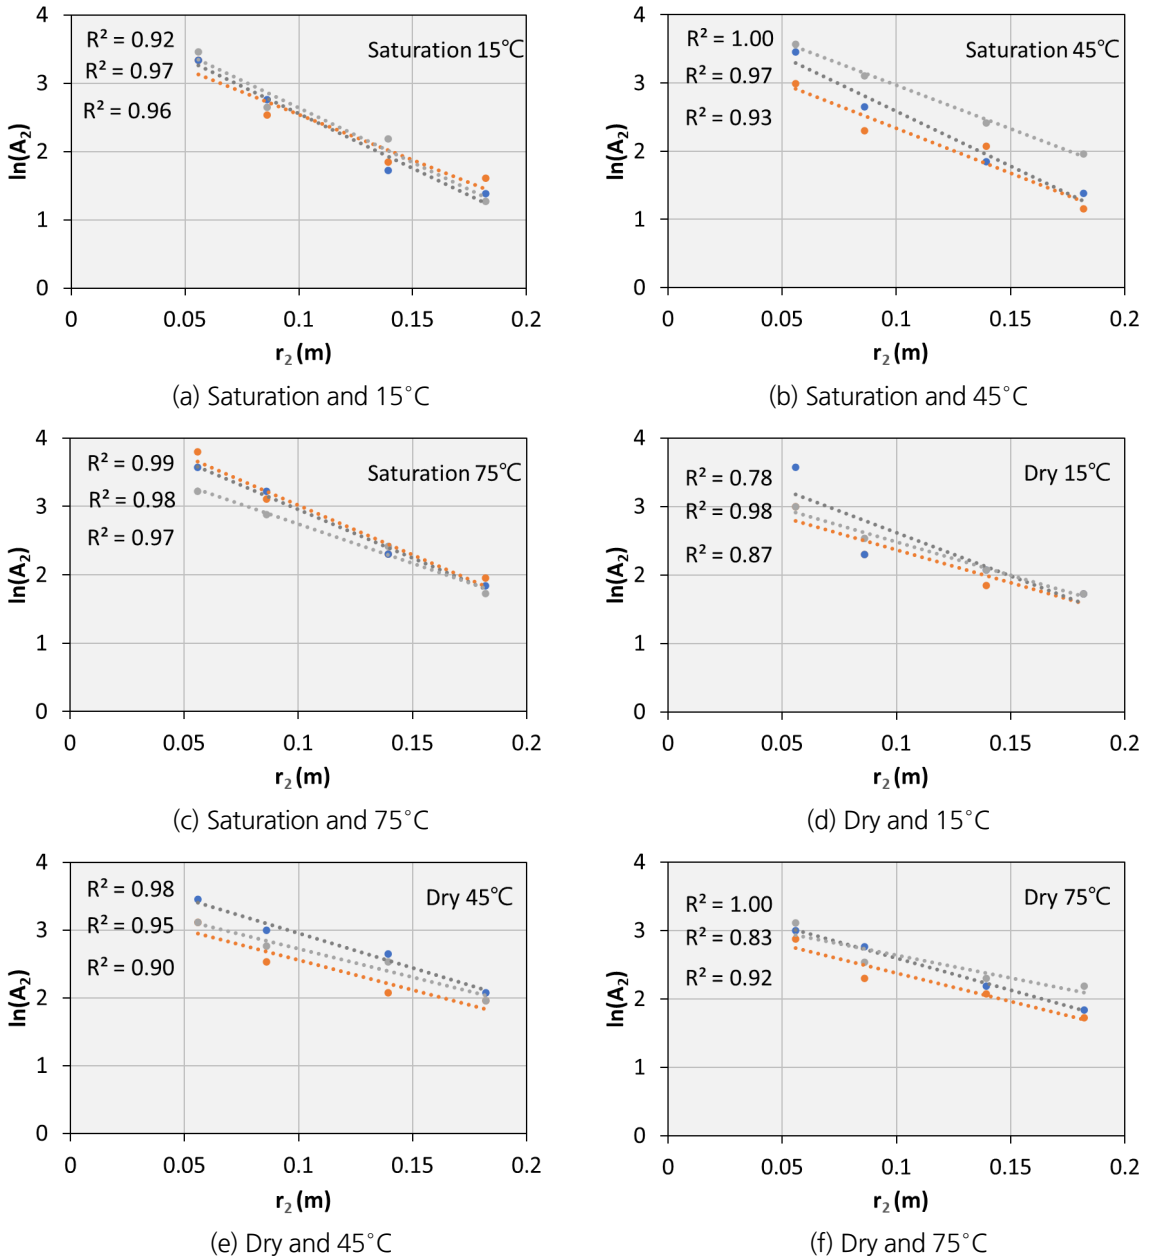 4
R² = 0.92
Saturation 15℃
R² = 0.97
3
R² = 0.96
2
1
0
ln(A₂)
0 0.05 0.1 0.15 0.2
r₂ (m)
(a) Saturation and 15˚C
4
R² = 1.00
Saturation 45℃
R² = 0.97
3
R² = 0.93
2
1
0
ln(A₂)
0 0.05 0.1 0.15 0.2
r₂ (m)
(b) Saturation and 45˚C
4
R² = 0.99
Saturation 75℃
3
R² = 0.98
R² = 0.97
2
1
0
ln(A₂)
0 0.05 0.1 0.15 0.2
r₂ (m)
(c) Saturation and 75˚C
4
R² = 0.78
Dry 15℃
3
R² = 0.98
R² = 0.87
2
1
0
ln(A₂)
0 0.05 0.1 0.15 0.2
r₂ (m)
(d) Dry and 15˚C
4
R² = 0.98
Dry 45℃
R² = 0.95
3
R² = 0.90
2
1
0
ln(A₂)
0 0.05 0.1 0.15 0.2
r₂ (m)
(e) Dry and 45˚C
4
R² = 1.00
Dry 75℃
R² = 0.83
3
R² = 0.92
2
1
0
ln(A₂)
0 0.05 0.1 0.15 0.2
r₂ (m)
(f) Dry and 75˚C